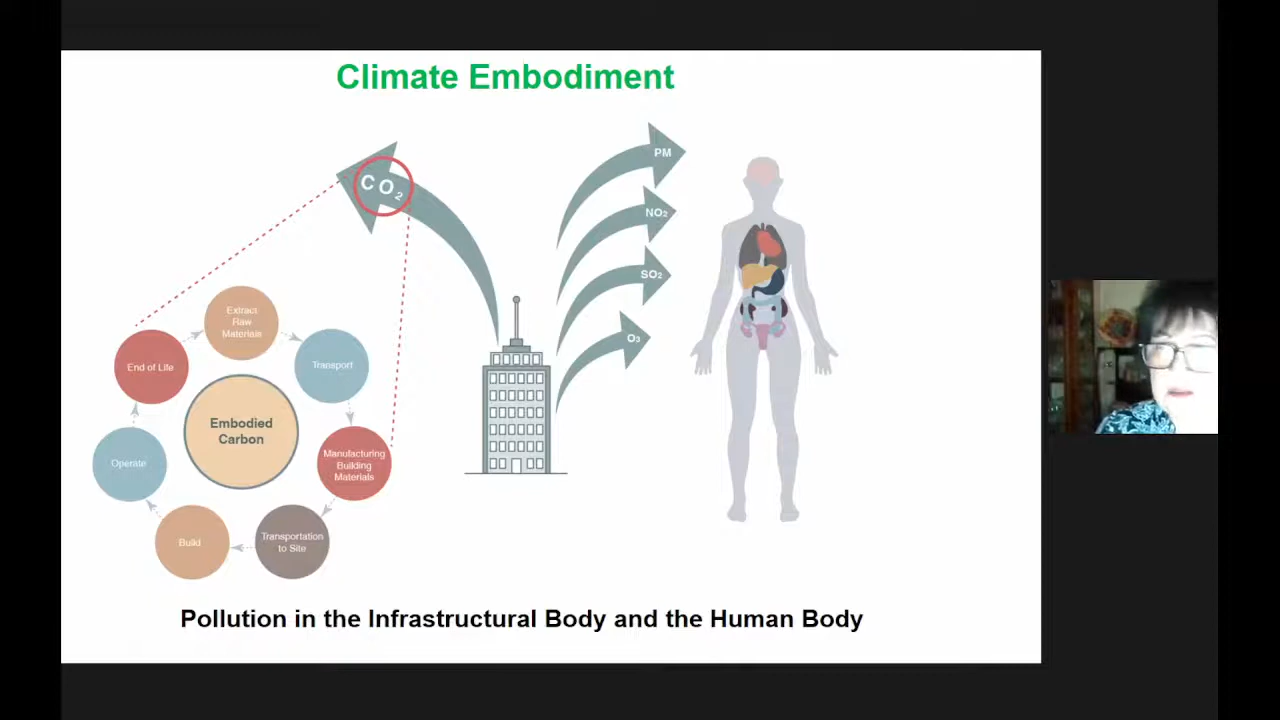 Climate Embodiment
CO₂
PM
NO₂
SO₂
O₃
Extract
Raw
Materials
Transport
Manufacturing
Building
Materials
Transportation
to Site
Build
Operate
End of Life
Embodied
Carbon
Pollution in the Infrastructural Body and the Human Body